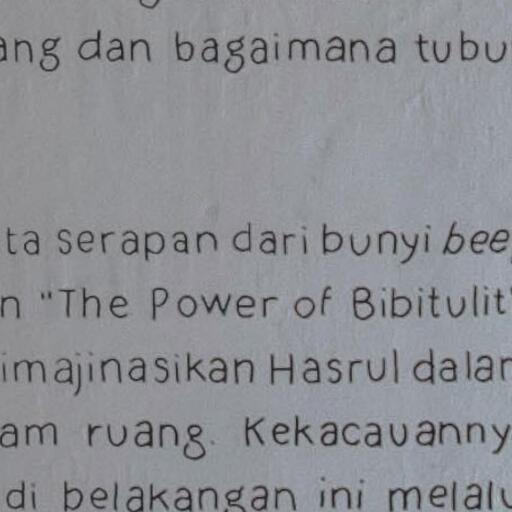 ang dan bagaimana tubu
ta serapan dari bunyi bee
n "The Power of Bibitulit"
imajinasikan Hasrul dalam
am ruang. Kekacauanny
di belakangan ini melalu